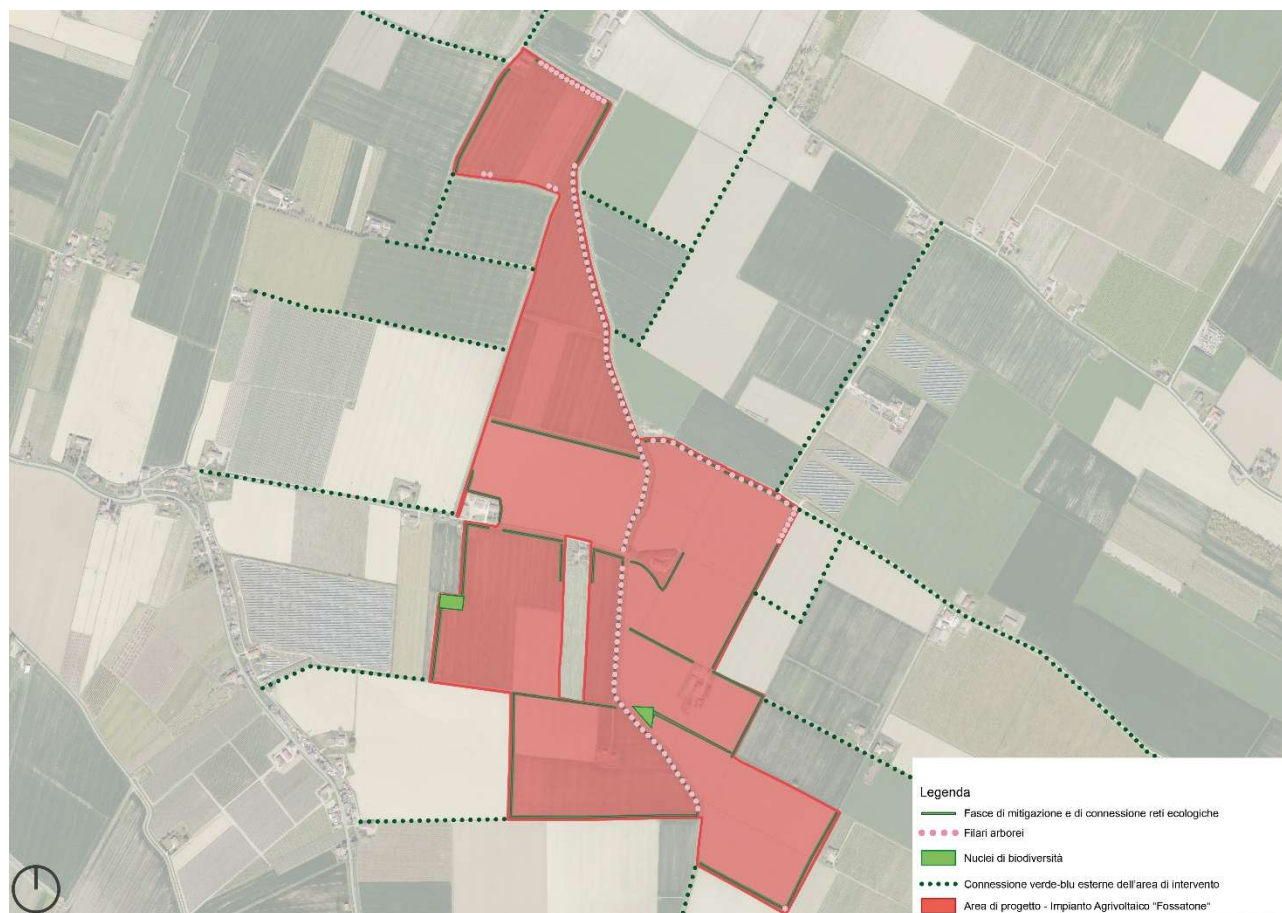 Legenda
Fasce di mitigazione e di connessione reti ecologiche
Filari arborei
Nuclei di biodiversità
Connessione verde-blu esterne dell'area di intervento
Area di progetto - Impianto Agrivoltaico "Fossatone"